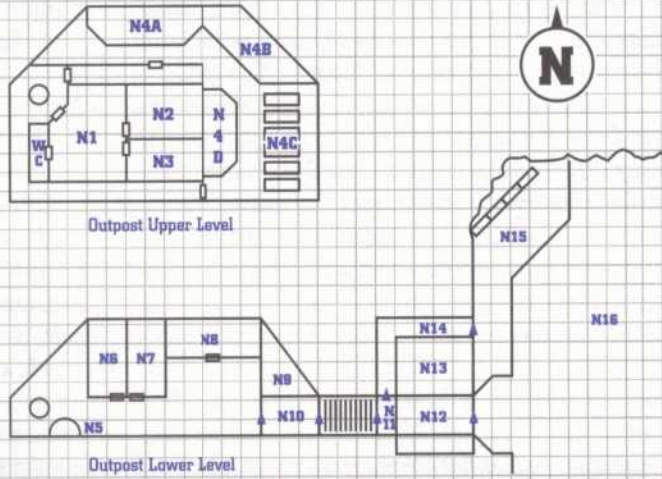 N4A
N4B
N
N1
N2
N3
N
4
D
N4C
W
C
Outpost Upper Level
N15
N16
N14
N13
N12
N
11
N6
N7
N8
N9
N10
N5
Outpost Lower Level